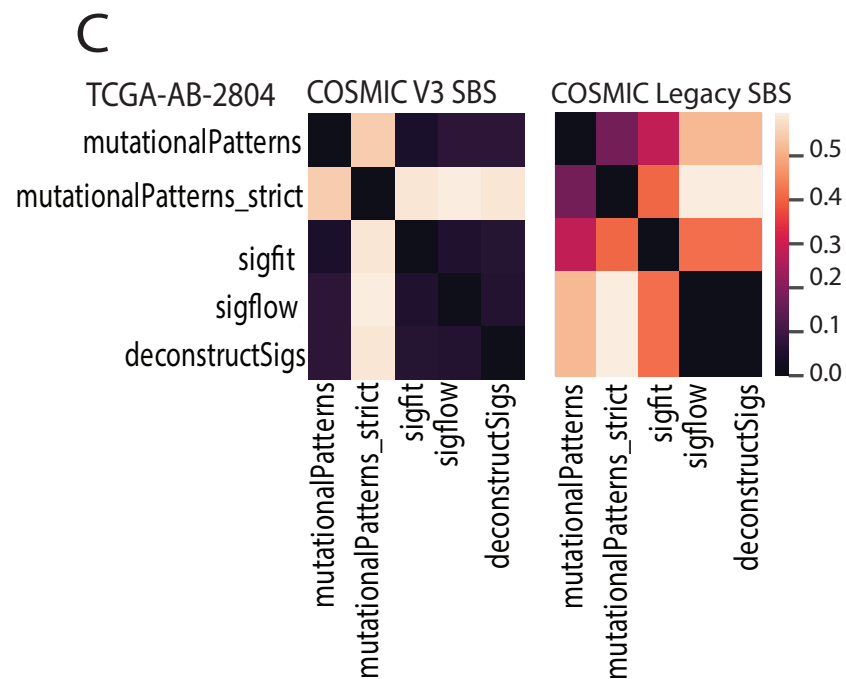 C
TCGA-AB-2804
COSMIC V3 SBS
COSMIC Legacy SBS
mutationalPatterns
mutationalPatterns_strict
sigfit
sigflow
deconstructSigs
0.5
0.4
0.3
0.2
0.1
0.0
mutationalPatterns
mutationalPatterns_strict
sigfit
sigflow
deconstructSigs
mutationalPatterns
mutationalPatterns_strict
sigfit
sigflow
deconstructSigs